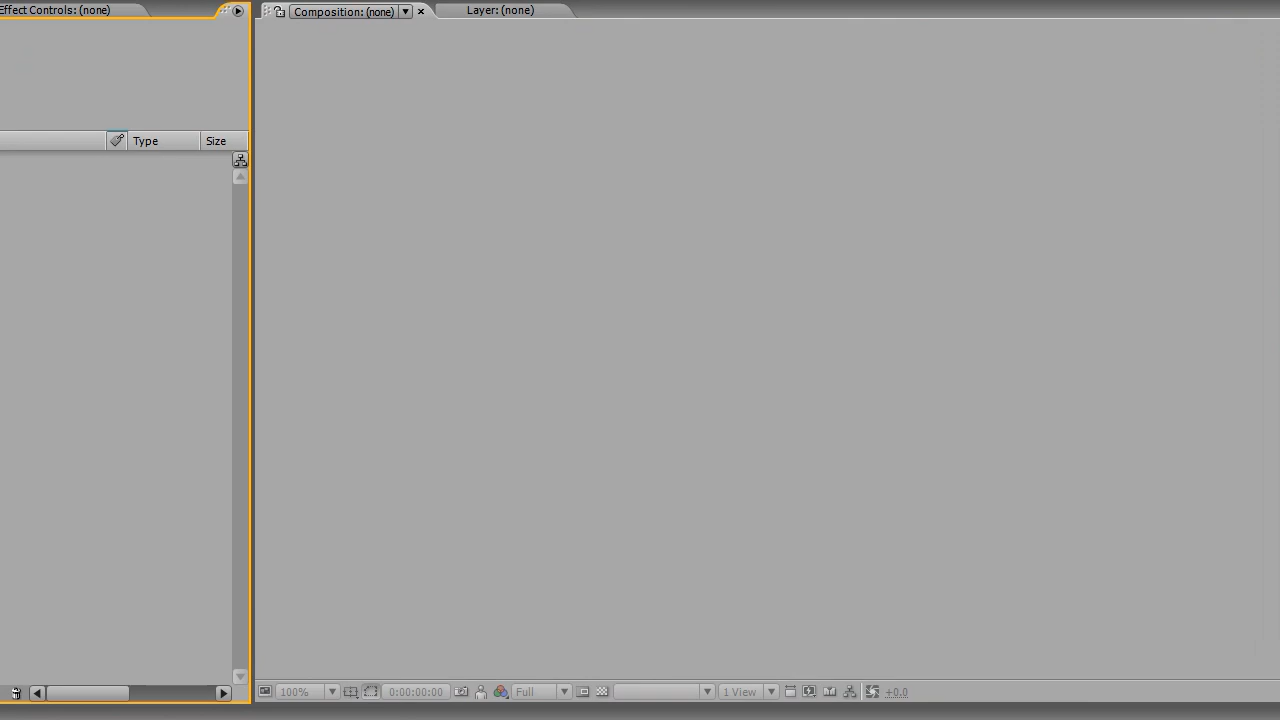 Effect Controls: (none)
Composition: (none)
Layer: (none)
Type
Size
100%
0:00:00:00
Full
1 View
+0.0